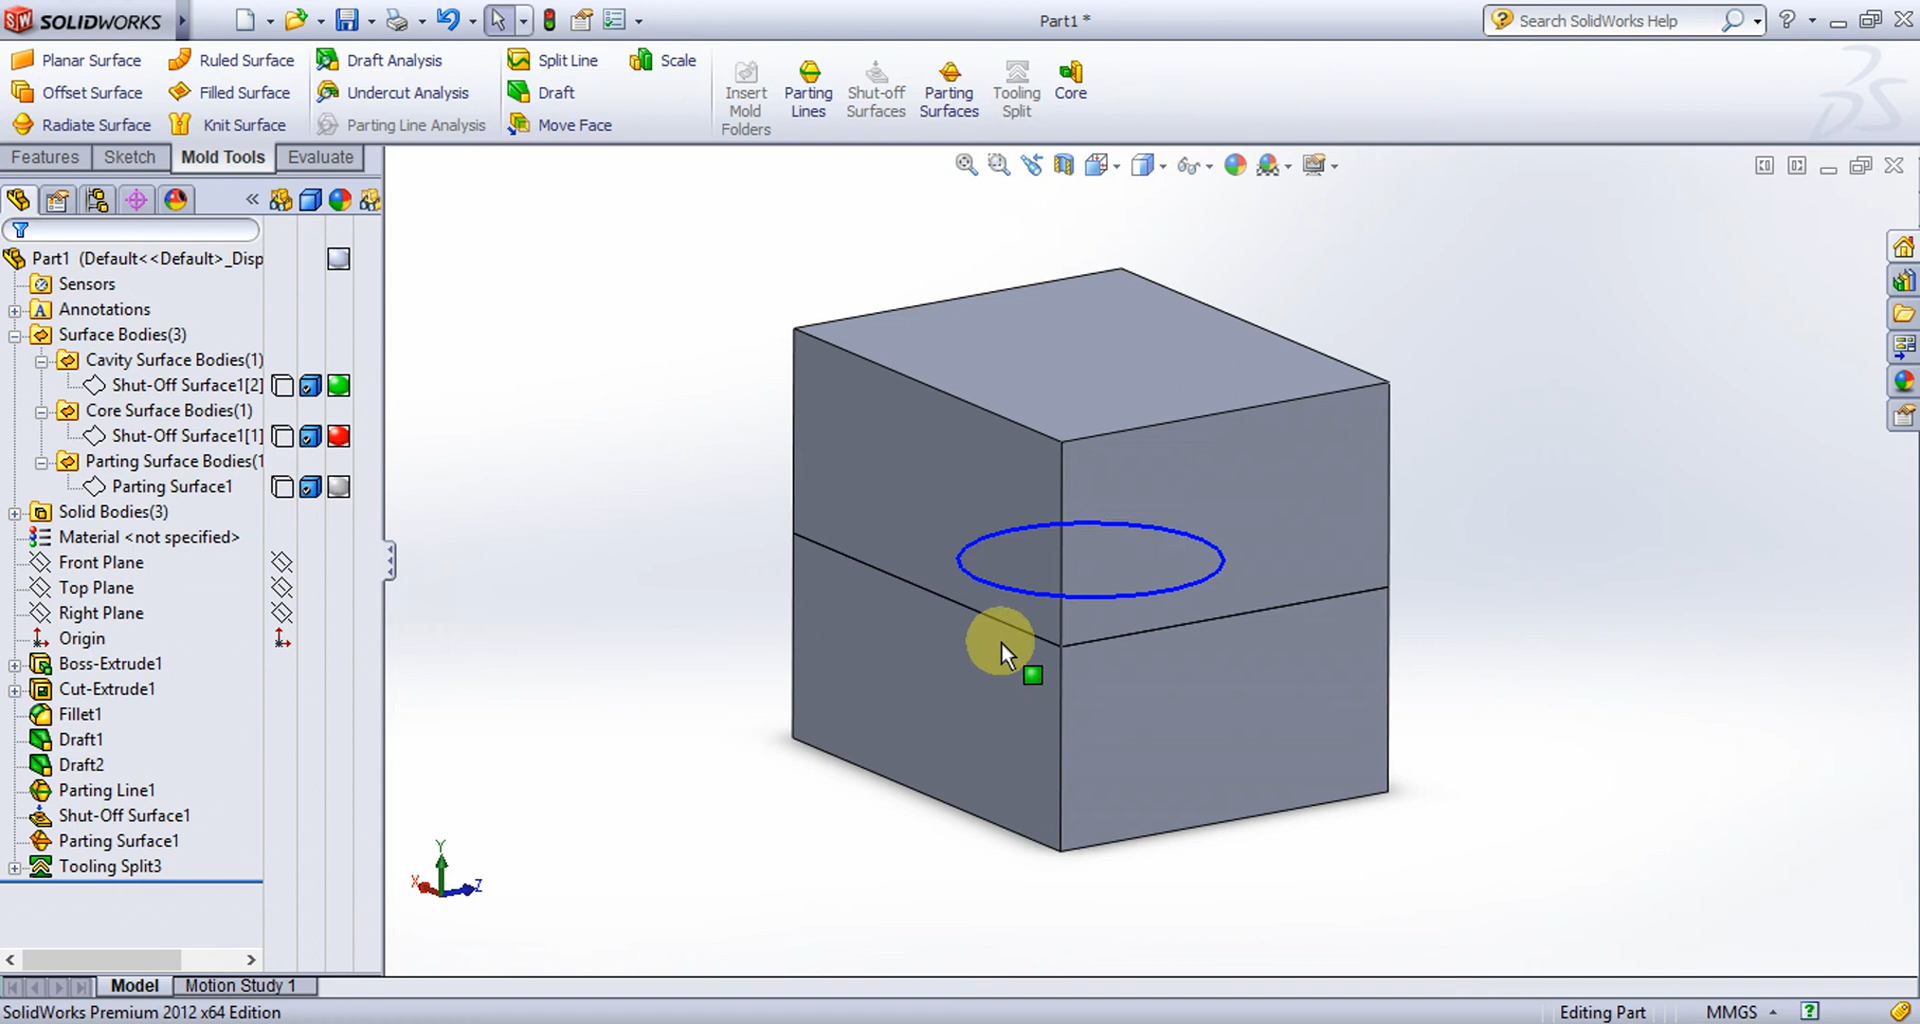 SOLIDWORKS
Part1 *
Search SolidWorks Help
Planar Surface
Ruled Surface
Draft Analysis
Split Line
Scale
Offset Surface
Filled Surface
Undercut Analysis
Draft
Radiate Surface
Knit Surface
Parting Line Analysis
Move Face
Insert
Mold
Folders
Parting
Lines
Shut-off
Surfaces
Parting
Surfaces
Tooling
Split
Core
Features
Sketch
Mold Tools
Evaluate
Part1 (Default<<Default>_Disp
Sensors
Annotations
Surface Bodies(3)
Cavity Surface Bodies(1)
Shut-Off Surface1[2]
Core Surface Bodies(1)
Shut-Off Surface1[1]
Parting Surface Bodies(1
Parting Surface1
Solid Bodies(3)
Material <not specified>
Front Plane
Top Plane
Right Plane
Origin
Boss-Extrude1
Cut-Extrude1
Fillet1
Draft1
Draft2
Parting Line1
Shut-Off Surface1
Parting Surface1
Tooling Split3
Y
X
Z
Model
Motion Study 1
SolidWorks Premium 2012 x64 Edition
Editing Part
MMGS